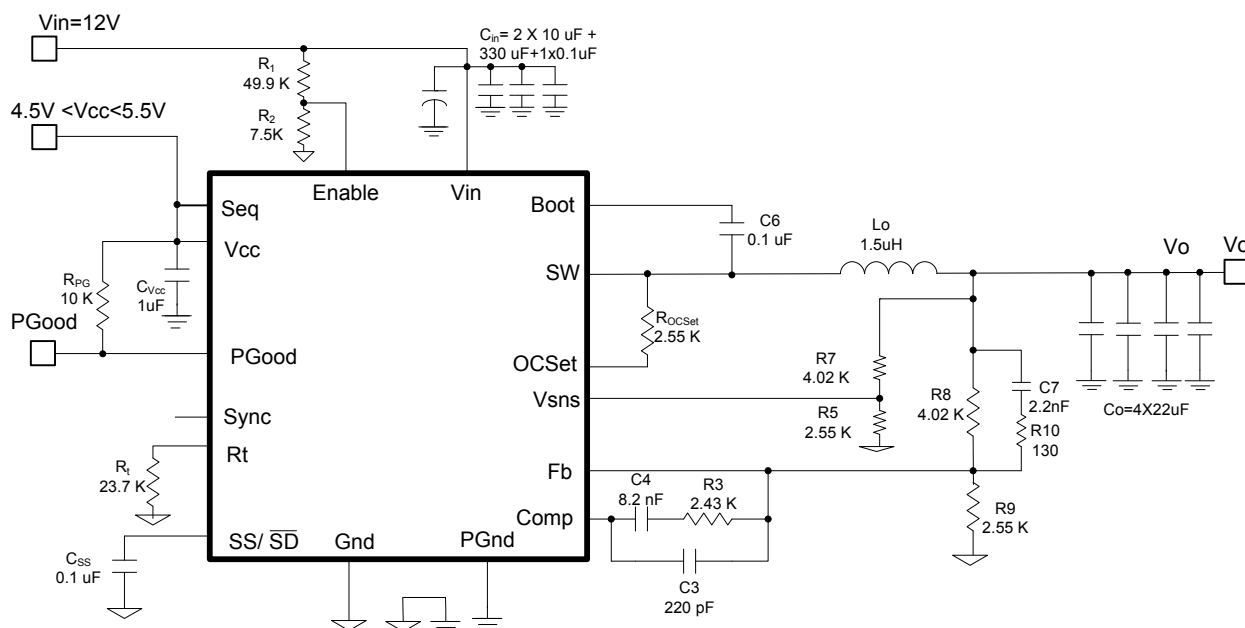 Vin=12V
Cin= 2 X 10 uF +
330 uF+1x0.1uF
R1
49.9 K
4.5V <Vcc<5.5V
R2
7.5K
Enable
Vin
Seq
Boot
C6
0.1 uF
Lo
1.5uH
Vo
Vo
Vcc
SW
RPG
10 K
CVcc
1uF
ROCSet
2.55 K
PGood
PGood
OCSet
R7
4.02 K
R8
4.02 K
C7
2.2nF
Vsns
Co=4X22uF
Sync
R5
2.55 K
R10
130
Rt
Rt
23.7 K
Fb
C4
8.2 nF
R3
2.43 K
R9
2.55 K
Comp
SS/ SD
Gnd
PGnd
CSS
0.1 uF
C3
220 pF